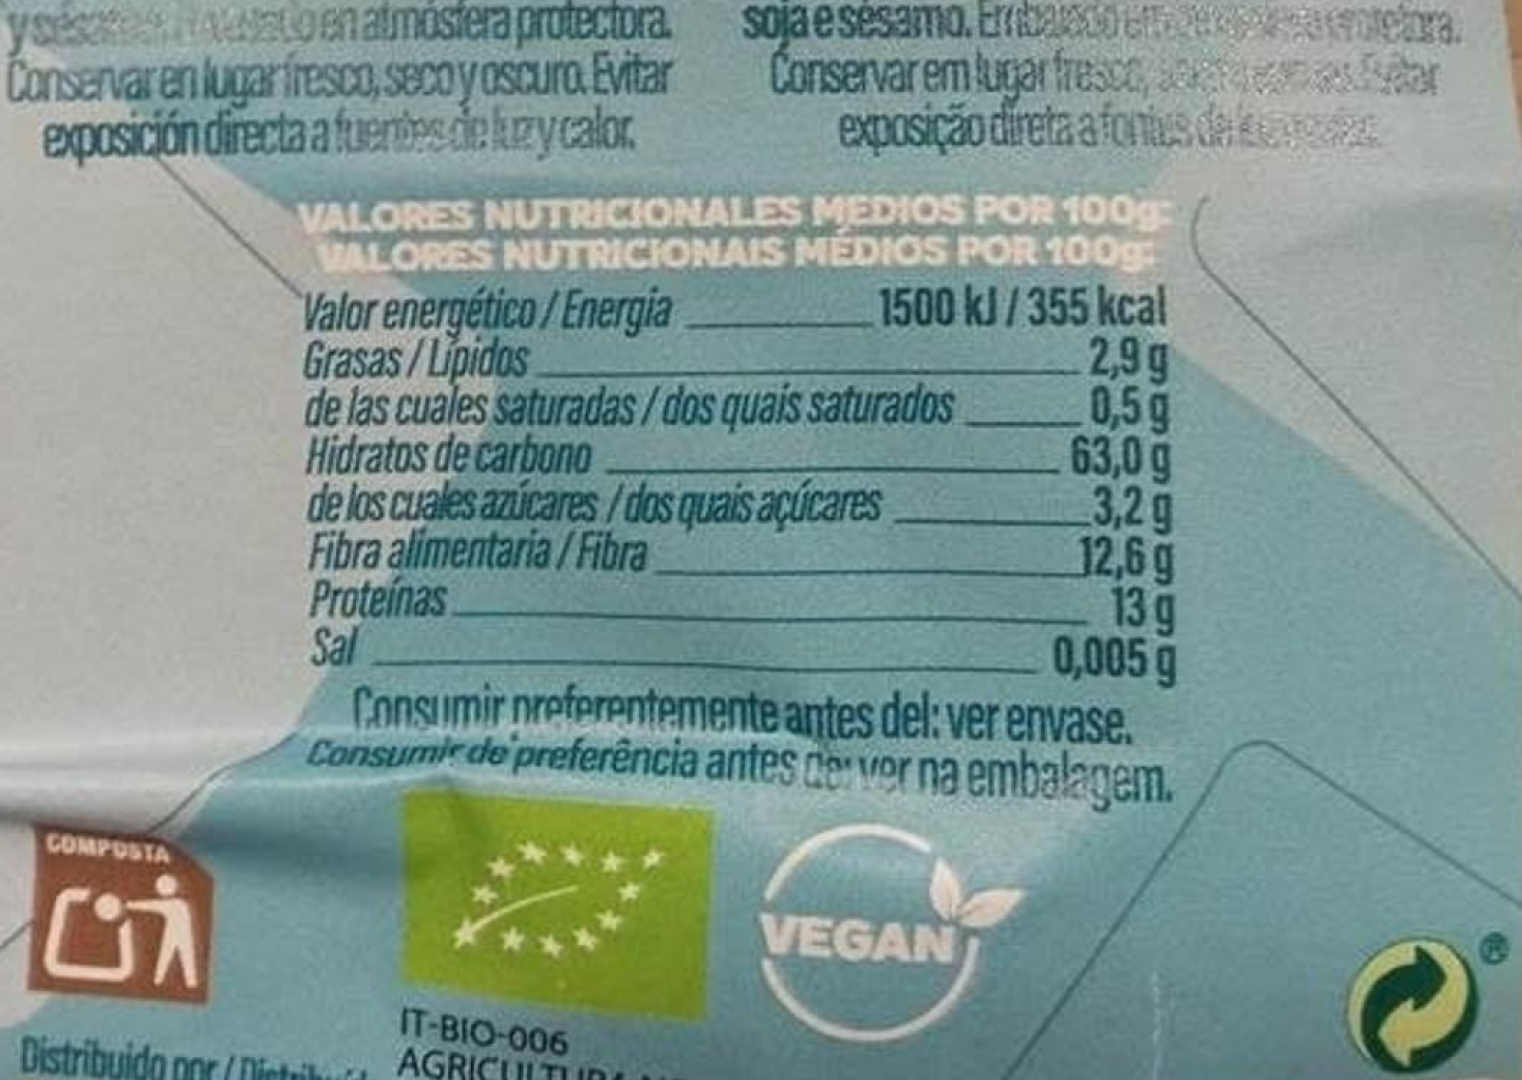 en atmósfera protectora.
Conservar en lugar fresco, seco y oscuro. Evitar
exposición directa a fuentes de luz y calor.
soja e sésamo.
Conservar em lugar fresco,
exposição direta a fontes de
VALORES NUTRICIONALES MEDIOS POR 100g:
VALORES NUTRICIONAIS MÉDIOS POR 100g:
Valor energético / Energia 1500 kJ / 355 kcal
Grasas / Lípidos 2,9 g
de las cuales saturadas / dos quais saturados 0,5 g
Hidratos de carbono 63,0 g
de los cuales azúcares / dos quais açúcares 3,2 g
Fibra alimentaria / Fibra 12,6 g
Proteínas 13 g
Sal 0,005 g
Consumir preferentemente antes del: ver envase.
Consumir de preferência antes de: ver na embalagem.
COMPOSTA
VEGAN
®
IT-BIO-006
Distribuido por /